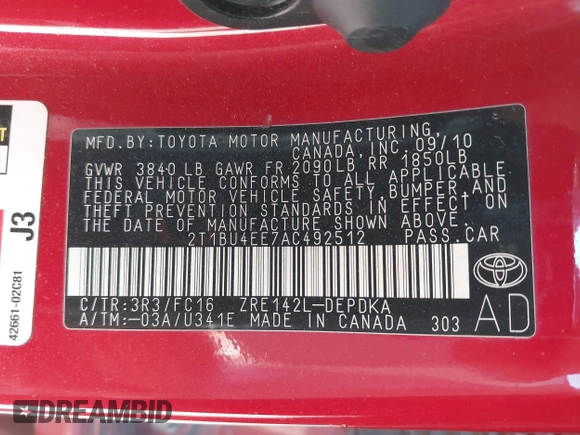 MFD.BY:TOYOTA MOTOR MANUFACTURING,
CANADA,INC. 09/10
GVWR 3840 LB GAWR FR 2090LB RR 1850LB
THIS VEHICLE CONFORMS TO ALL APPLICABLE
FEDERAL MOTOR VEHICLE SAFETY, BUMPER, AND
THEFT PREVENTION STANDARDS IN EFFECT ON
THE DATE OF MANUFACTURE SHOWN ABOVE.
2T1BU4EE7AC492512 PASS.CAR
C/TR:3R3/FC16 ZRE142L-DEPDKA
A/TM:-03A/U341E MADE IN CANADA 303
AD
J3
42661-02C81
DREAMBID